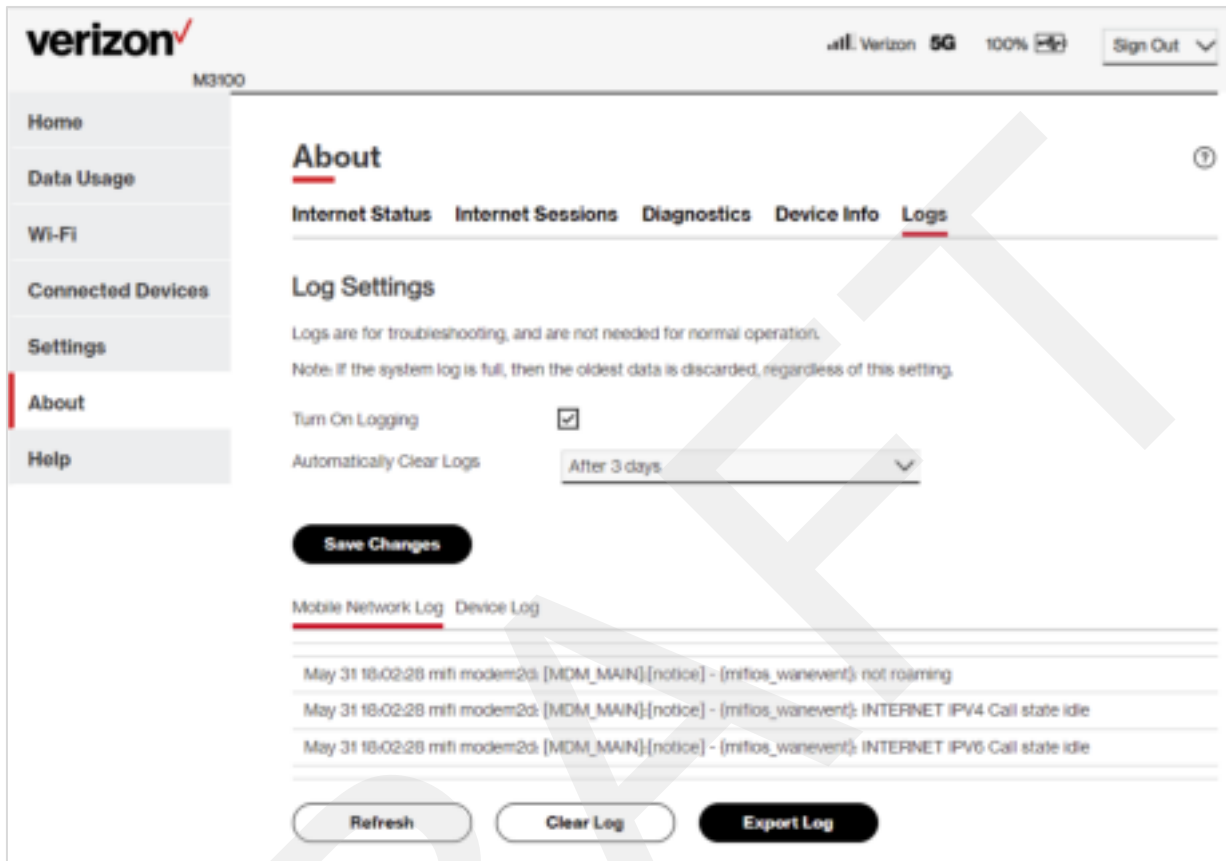 verizon
Verizon 5G 100% Sign Out
M3100
Home
Data Usage
Wi-Fi
Connected Devices
Settings
About
Help
About
Internet Status Internet Sessions Diagnostics Device Info Logs
Log Settings
Logs are for troubleshooting, and are not needed for normal operation.
Note: If the system log is full, then the oldest data is discarded, regardless of this setting.
Turn On Logging
Automatically Clear Logs After 3 days
Save Changes
Mobile Network Log Device Log
May 31 18:02:28 mifi modem2d: [MDM_MAIN]:[notice] - {mifios_wanevent}: not roaming
May 31 18:02:28 mifi modem2d: [MDM_MAIN]:[notice] - {mifios_wanevent}: INTERNET IPV4 Call state idle
May 31 18:02:28 mifi modem2d: [MDM_MAIN]:[notice] - {mifios_wanevent}: INTERNET IPV6 Call state idle
Refresh Clear Log Export Log
RAFT